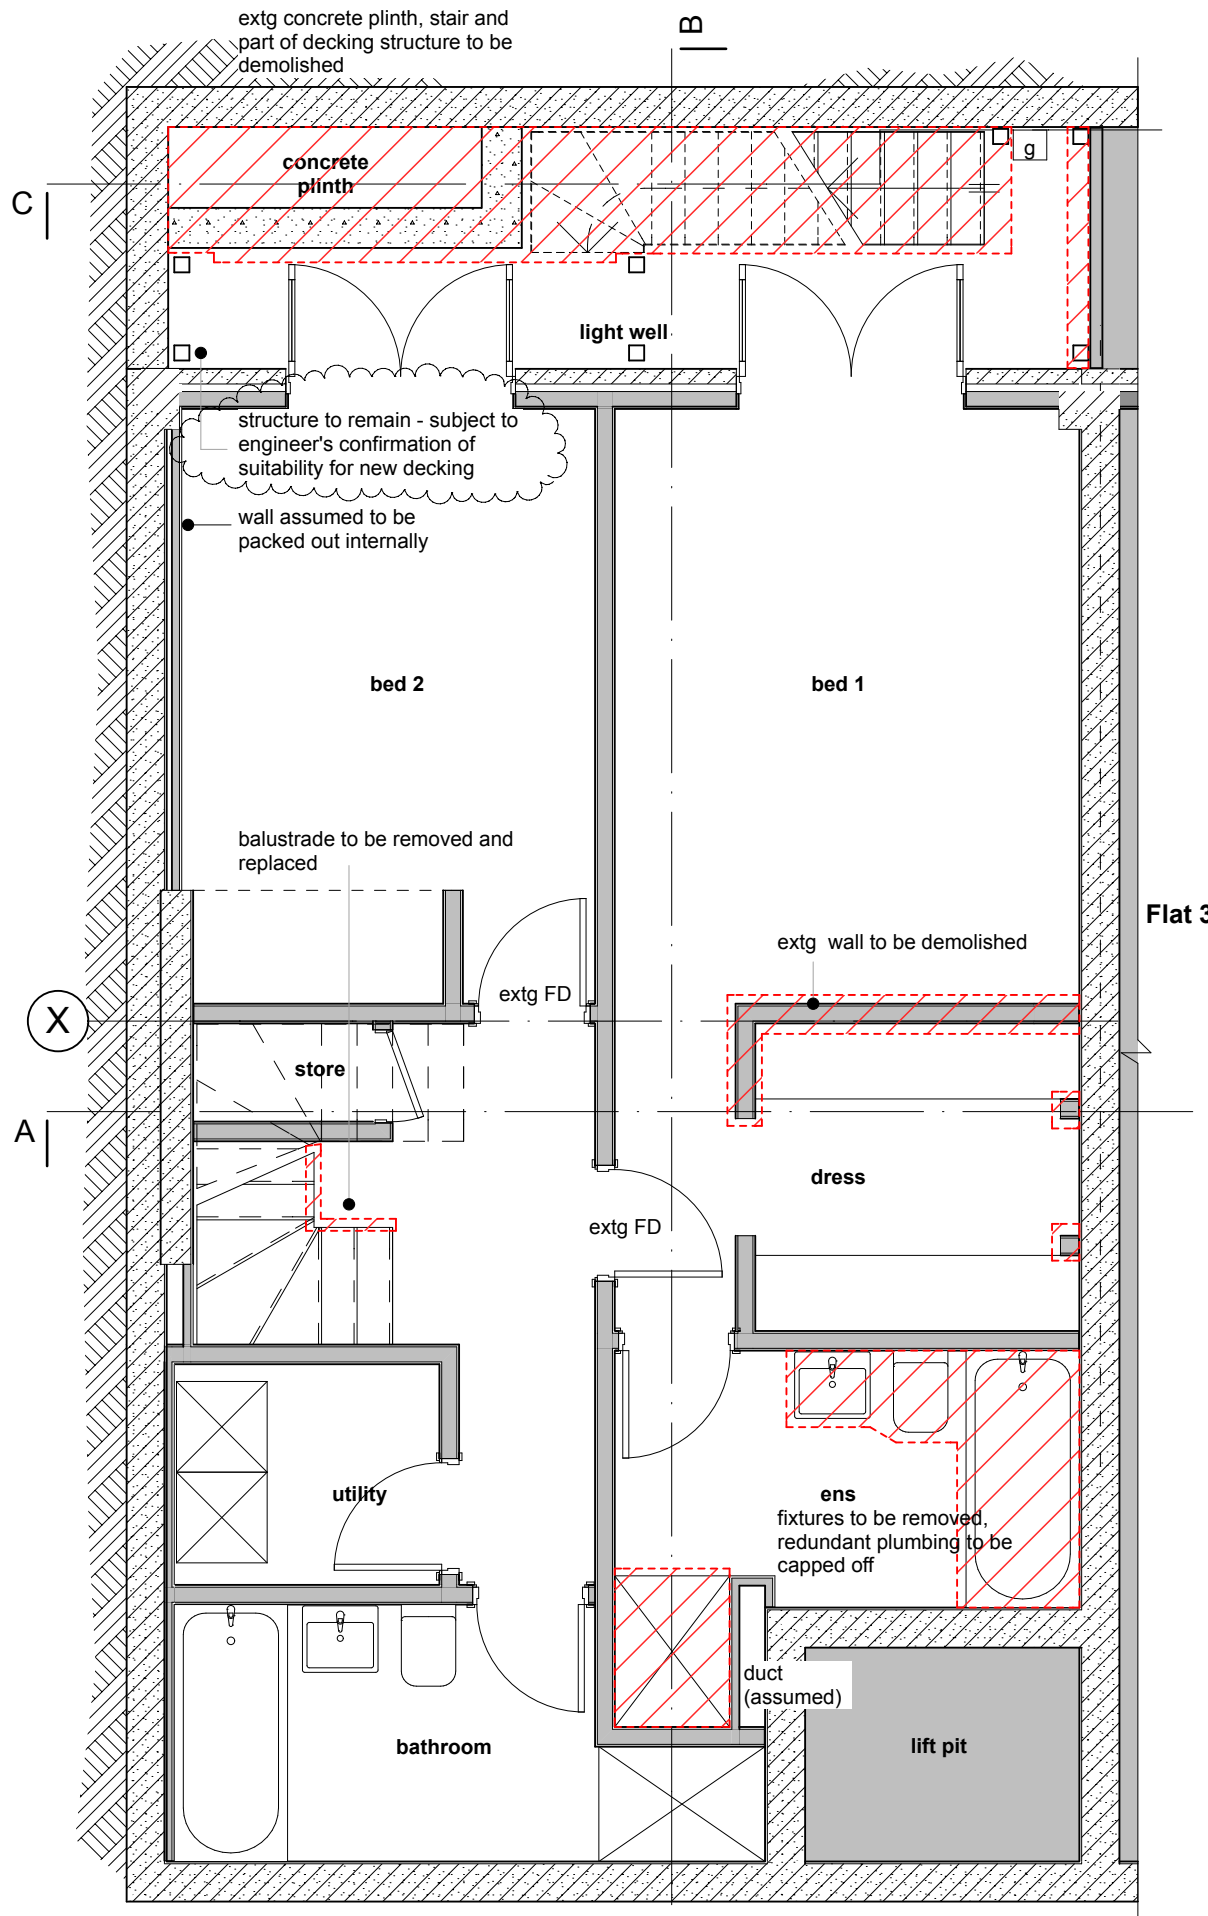 extg concrete plinth, stair and
part of decking structure to be
demolished
B
concrete
plinth
g
C
light well
structure to remain - subject to
engineer's confirmation of
suitability for new decking
wall assumed to be
packed out internally
bed 2
bed 1
balustrade to be removed and
replaced
Flat 3
extg wall to be demolished
extg FD
X
store
A
dress
extg FD
utility
ens
fixtures to be removed,
redundant plumbing to be
capped off
duct
(assumed)
bathroom
lift pit